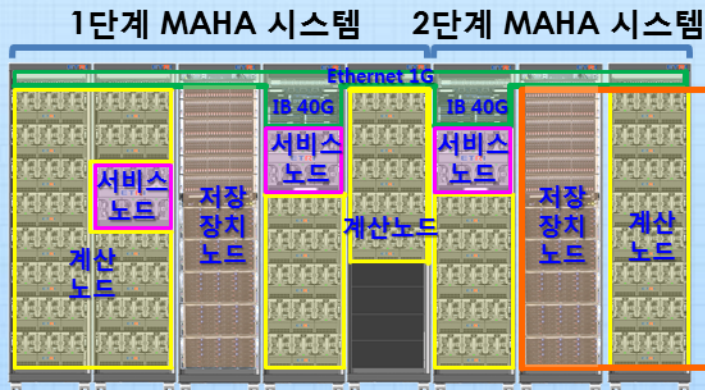 1단계 MAHA 시스템
2단계 MAHA 시스템
Ethernet 1G
IB 40G
IB 40G
서비스
노드
서비스
노드
서비스
노드
저장
장치
노드
계산노드
저장
장치
노드
계산
노드
계산
노드